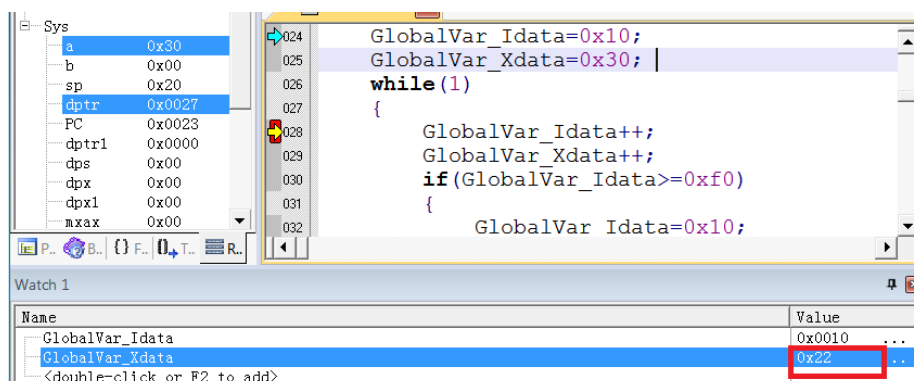 Sys
a 0x30
b 0x00
sp 0x20
dptr 0x0027
PC 0x0023
dptr1 0x0000
dps 0x00
dpx 0x00
dpx1 0x00
mxax 0x00
P.. B.. {} F.. 0 T.. R..
024 GlobalVar_Idata=0x10;
025 GlobalVar_Xdata=0x30;
026 while(1)
027 {
028 GlobalVar_Idata++;
029 GlobalVar_Xdata++;
030 if(GlobalVar_Idata>=0xf0)
031 {
032 GlobalVar_Idata=0x10;
Watch 1
Name Value
GlobalVar_Idata 0x0010 ...
GlobalVar_Xdata 0x22 ...
<double-click or F2 to add>